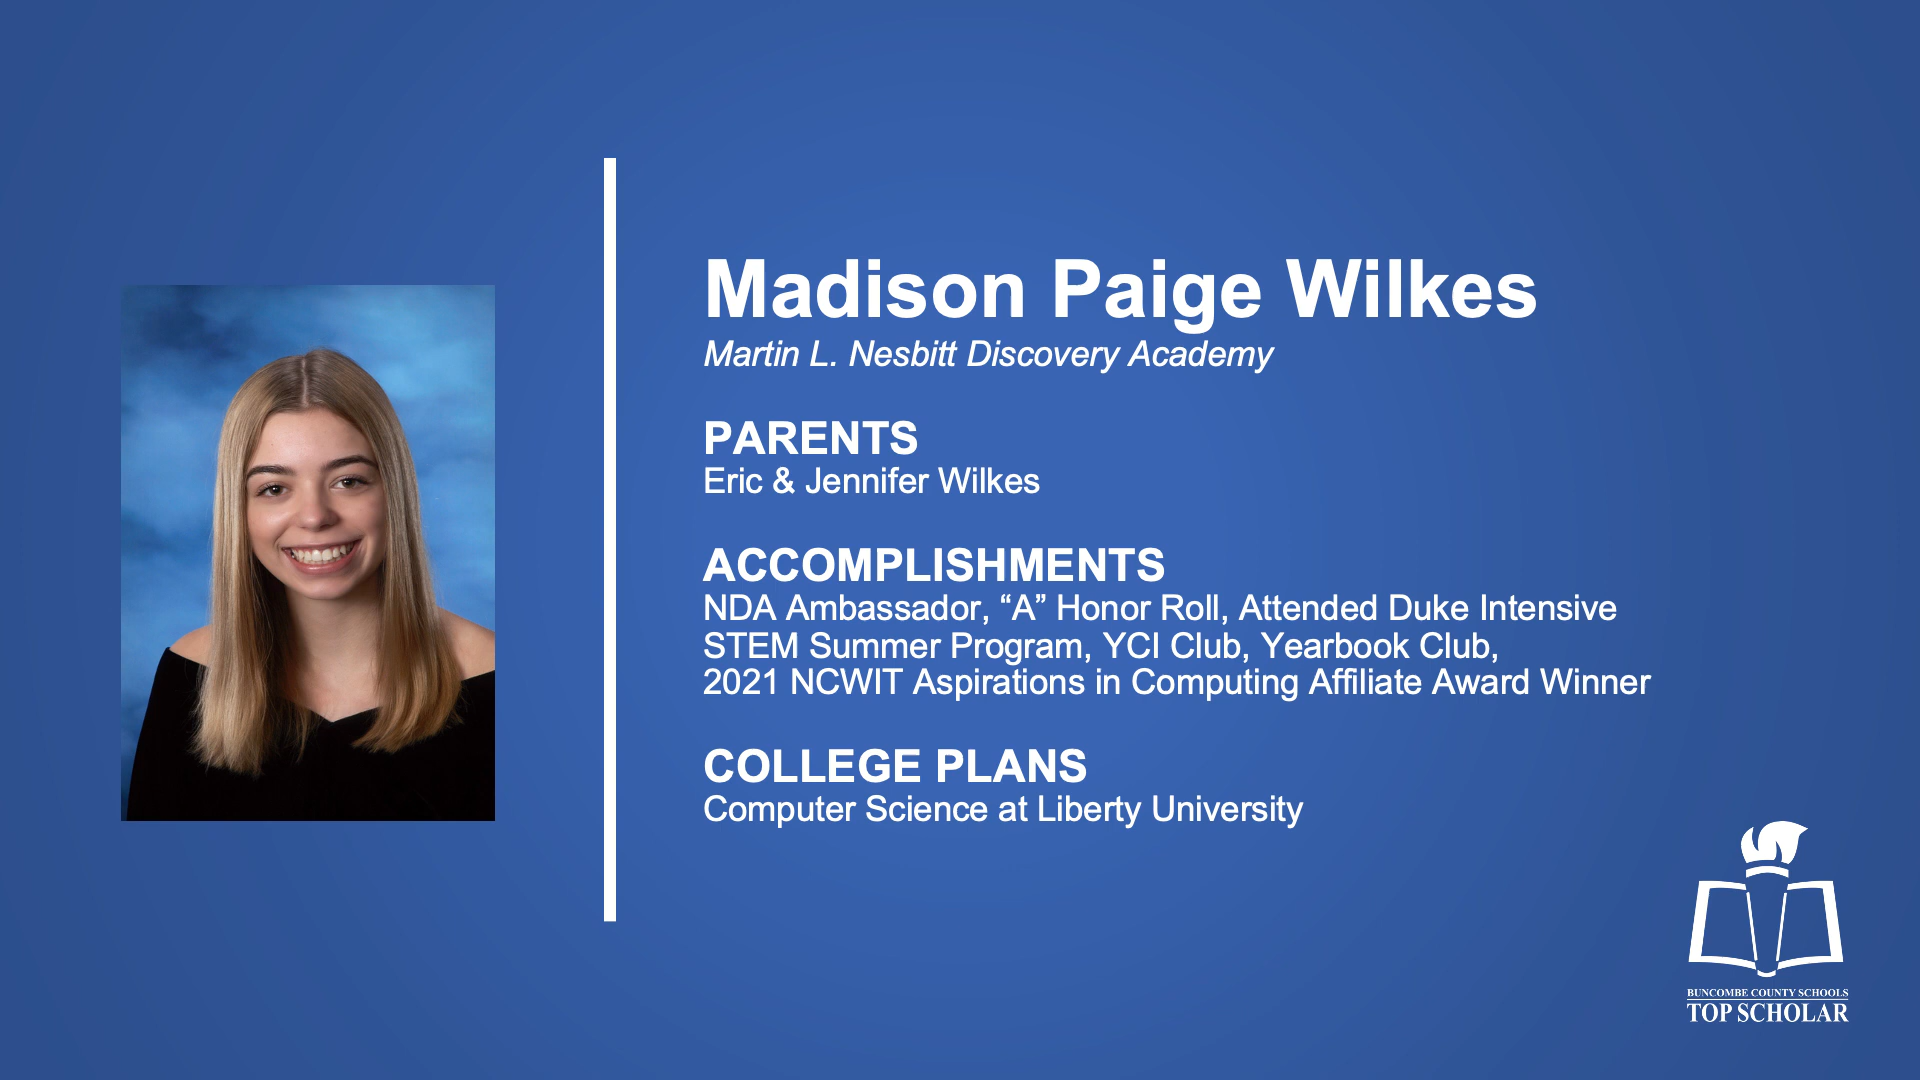 Madison Paige Wilkes
Martin L. Nesbitt Discovery Academy
PARENTS
Eric & Jennifer Wilkes
ACCOMPLISHMENTS
NDA Ambassador, “A” Honor Roll, Attended Duke Intensive
STEM Summer Program, YCI Club, Yearbook Club,
2021 NCWIT Aspirations in Computing Affiliate Award Winner
COLLEGE PLANS
Computer Science at Liberty University
BUNCOMBE COUNTY SCHOOLS
TOP SCHOLAR